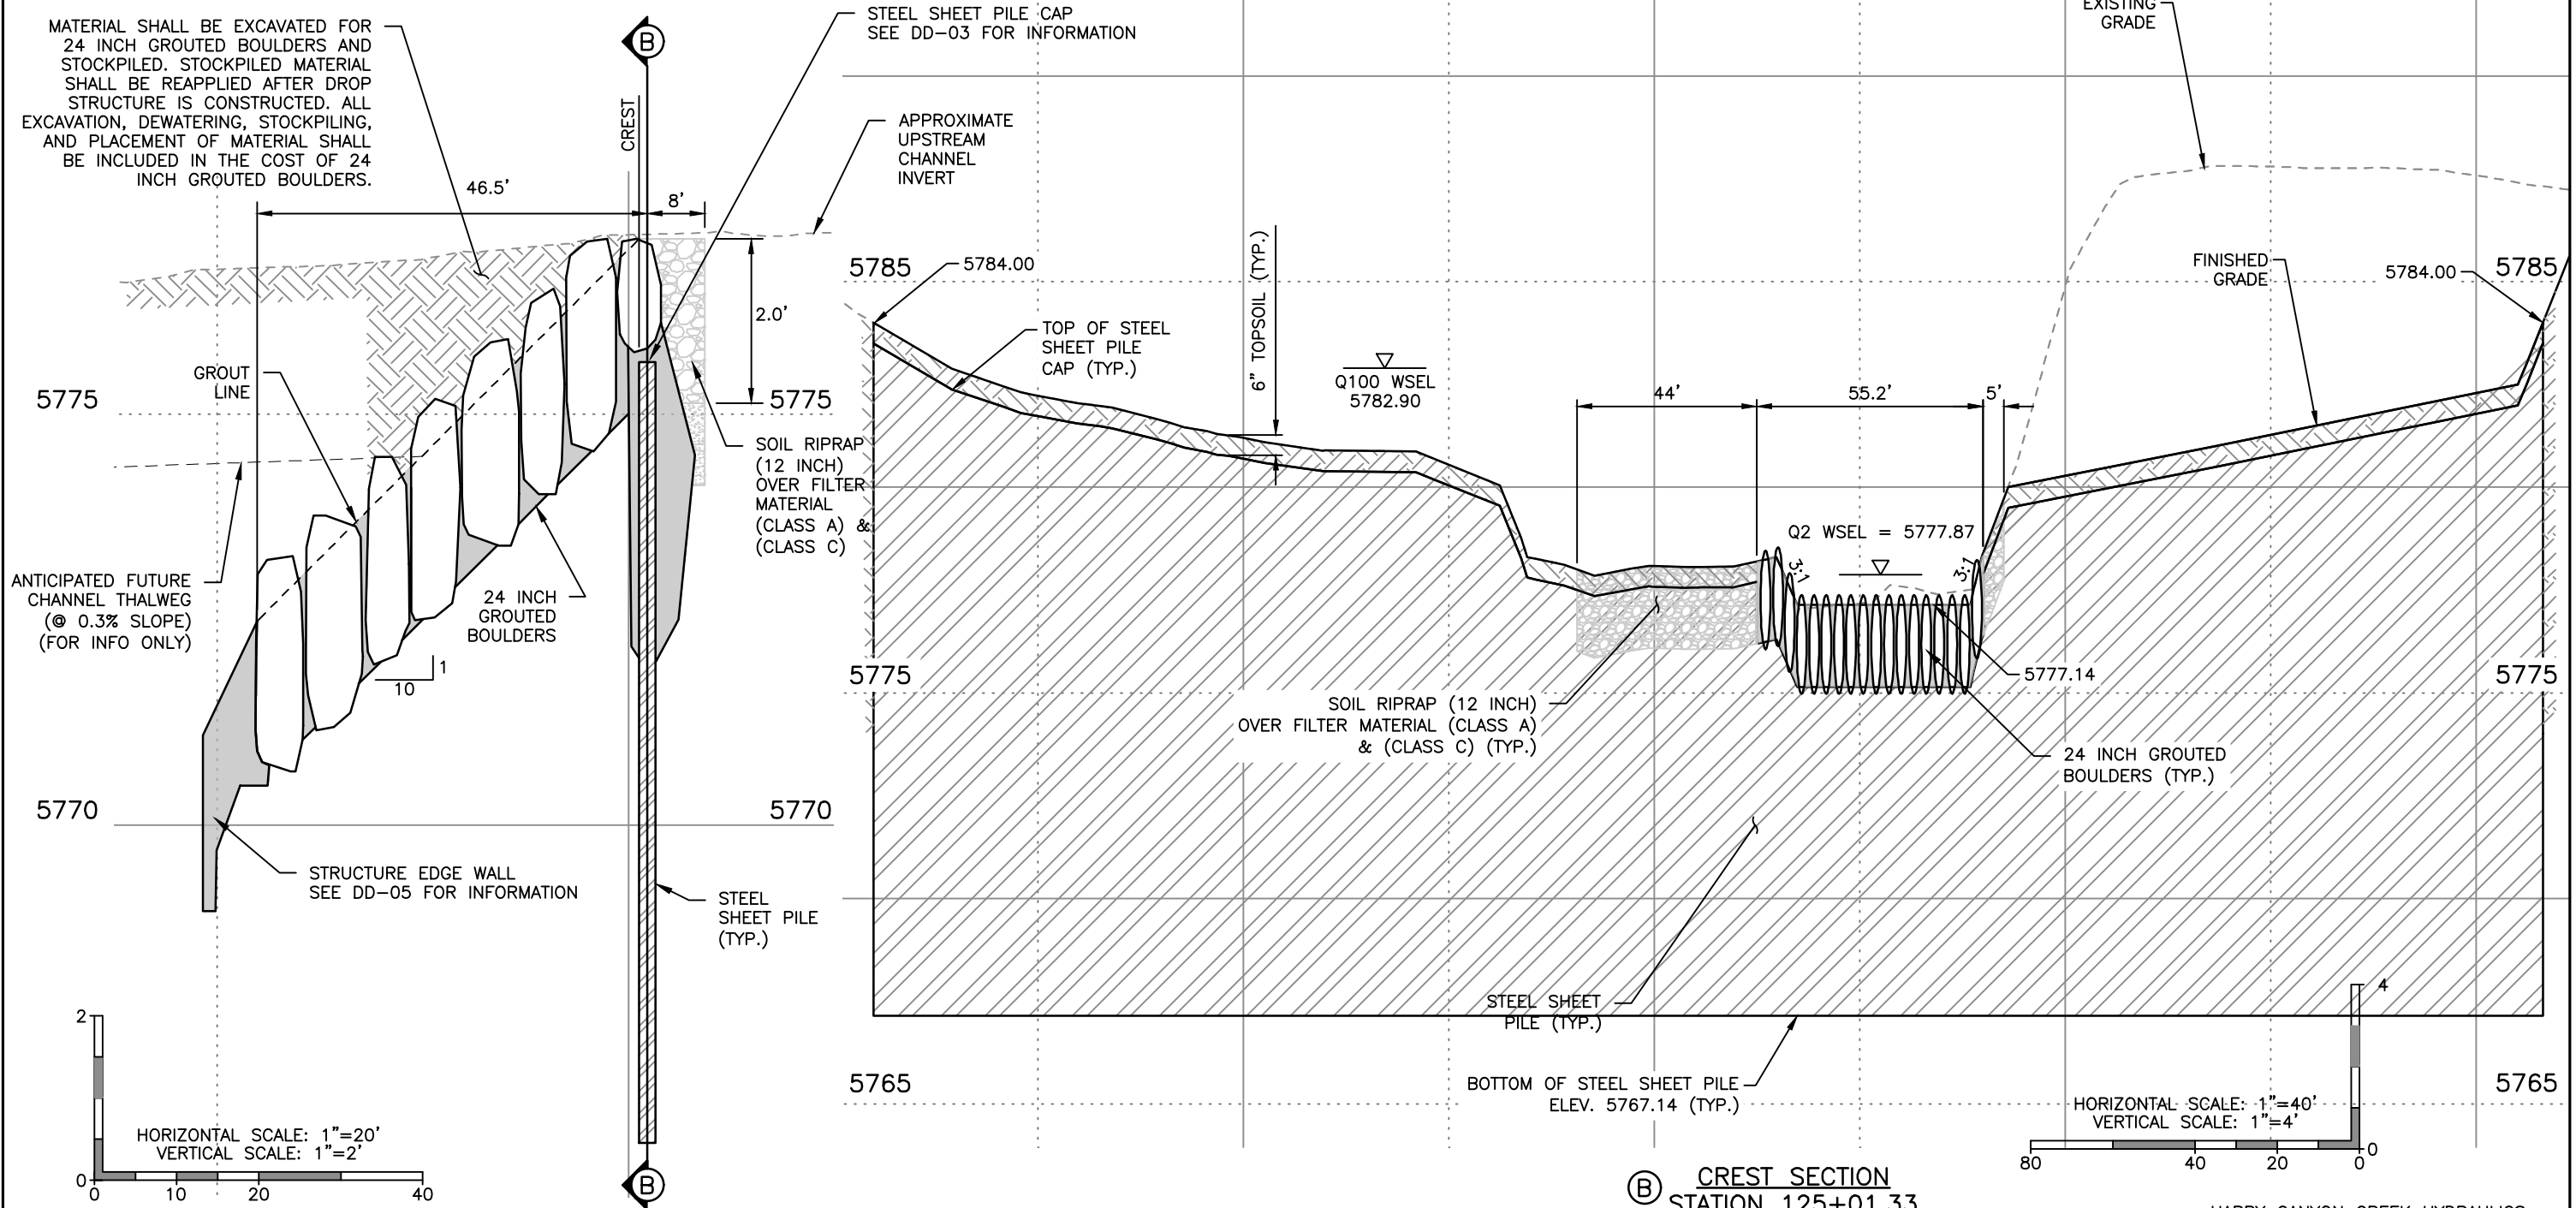 MATERIAL SHALL BE EXCAVATED FOR
24 INCH GROUTED BOULDERS AND
STOCKPILED. STOCKPILED MATERIAL
SHALL BE REAPPLIED AFTER DROP
STRUCTURE IS CONSTRUCTED. ALL
EXCAVATION, DEWATERING, STOCKPILING,
AND PLACEMENT OF MATERIAL SHALL
BE INCLUDED IN THE COST OF 24
INCH GROUTED BOULDERS.
B
CREST
STEEL SHEET PILE CAP
SEE DD-03 FOR INFORMATION
APPROXIMATE
UPSTREAM
CHANNEL
INVERT
46.5'
8'
2.0'
GROUT
LINE
5775
5775
SOIL RIPRAP
(12 INCH)
OVER FILTER
MATERIAL
(CLASS A) &
(CLASS C)
ANTICIPATED FUTURE
CHANNEL THALWEG
(@ 0.3% SLOPE)
(FOR INFO ONLY)
24 INCH
GROUTED
BOULDERS
1
10
5770
5770
STRUCTURE EDGE WALL
SEE DD-05 FOR INFORMATION
STEEL
SHEET PILE
(TYP.)
2
0
HORIZONTAL SCALE: 1"=20'
VERTICAL SCALE: 1"=2'
0
10
20
40
B
EXISTING
GRADE
5785
5784.00
TOP OF STEEL
SHEET PILE
CAP (TYP.)
6" TOPSOIL (TYP.)
Q100 WSEL
5782.90
FINISHED
GRADE
5784.00
5785
44'
55.2'
5'
Q2 WSEL = 5777.87
3:1
3:1
5775
5777.14
5775
SOIL RIPRAP (12 INCH)
OVER FILTER MATERIAL (CLASS A)
& (CLASS C) (TYP.)
24 INCH GROUTED
BOULDERS (TYP.)
STEEL SHEET
PILE (TYP.)
5765
BOTTOM OF STEEL SHEET PILE
ELEV. 5767.14 (TYP.)
5765
4
0
HORIZONTAL SCALE: 1"=40'
VERTICAL SCALE: 1"=4'
80
40
20
0
B
CREST SECTION
STATION 125+01.33
HAPPY CANYON CREEK HYDRAULICS